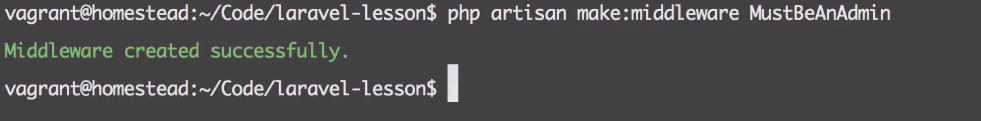 vagrant@homestead:~/Code/laravel-lesson$ php artisan make:middleware MustBeAnAdmin
Middleware created successfully.
vagrant@homestead:~/Code/laravel-lesson$